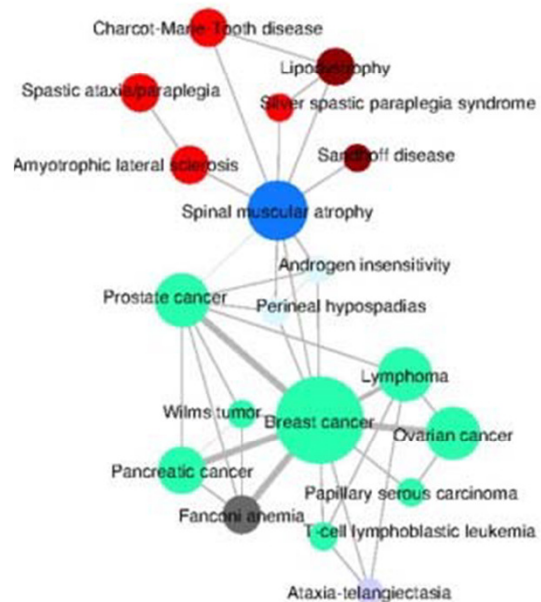 Charcot-Marie-Tooth disease
Lipodystrophy
Spastic ataxia/paraplegia
Silver spastic paraplegia syndrome
Sandhoff disease
Amyotrophic lateral sclerosis
Spinal muscular atrophy
Androgen insensitivity
Prostate cancer
Perineal hypospadias
Lymphoma
Wilms tumor
Breast cancer
Ovarian cancer
Pancreatic cancer
Papillary serous carcinoma
Fanconi anemia
T-cell lymphoblastic leukemia
Ataxia-telangiectasia